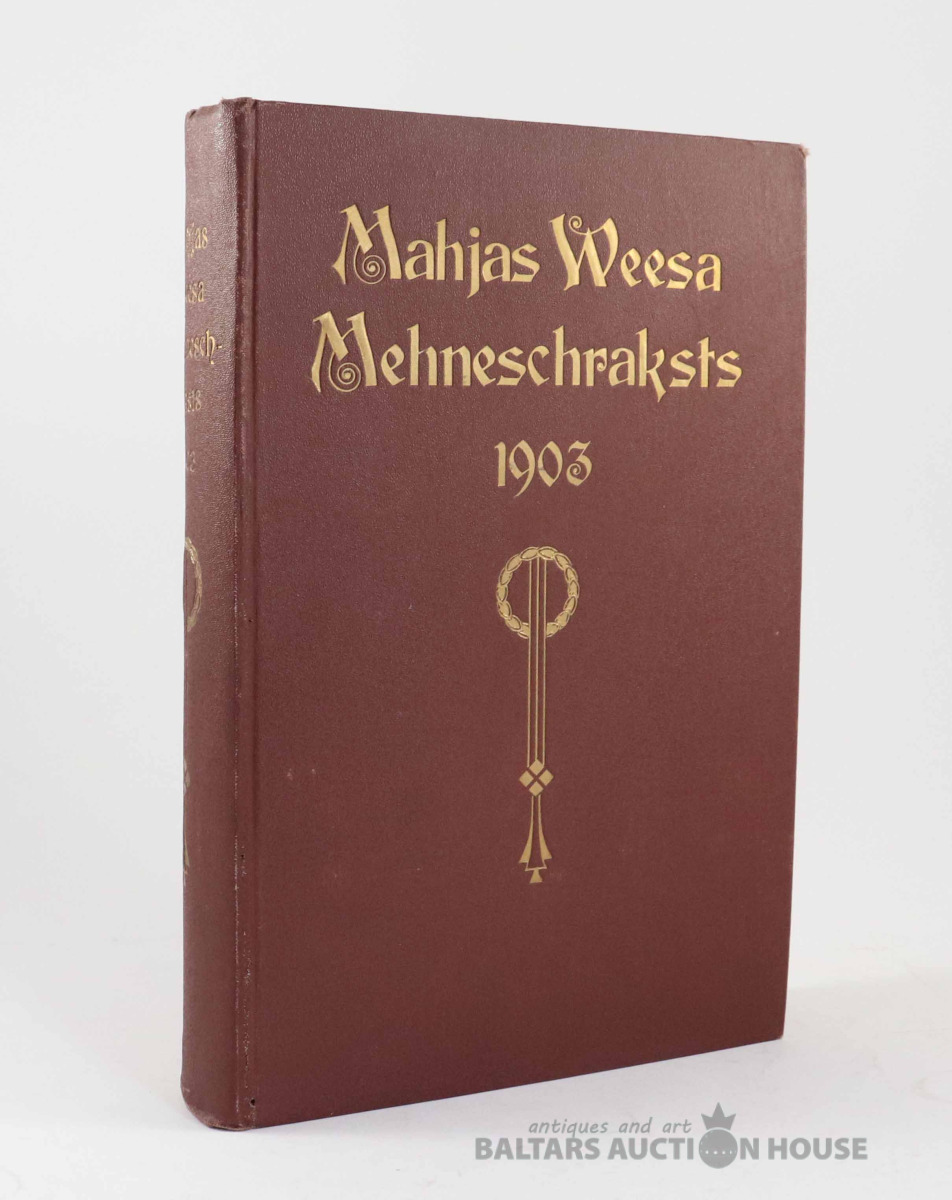 Mahjas Weesa
Mehneschraksts
1903
antiques and art
BALTARS AUCTION HOUSE